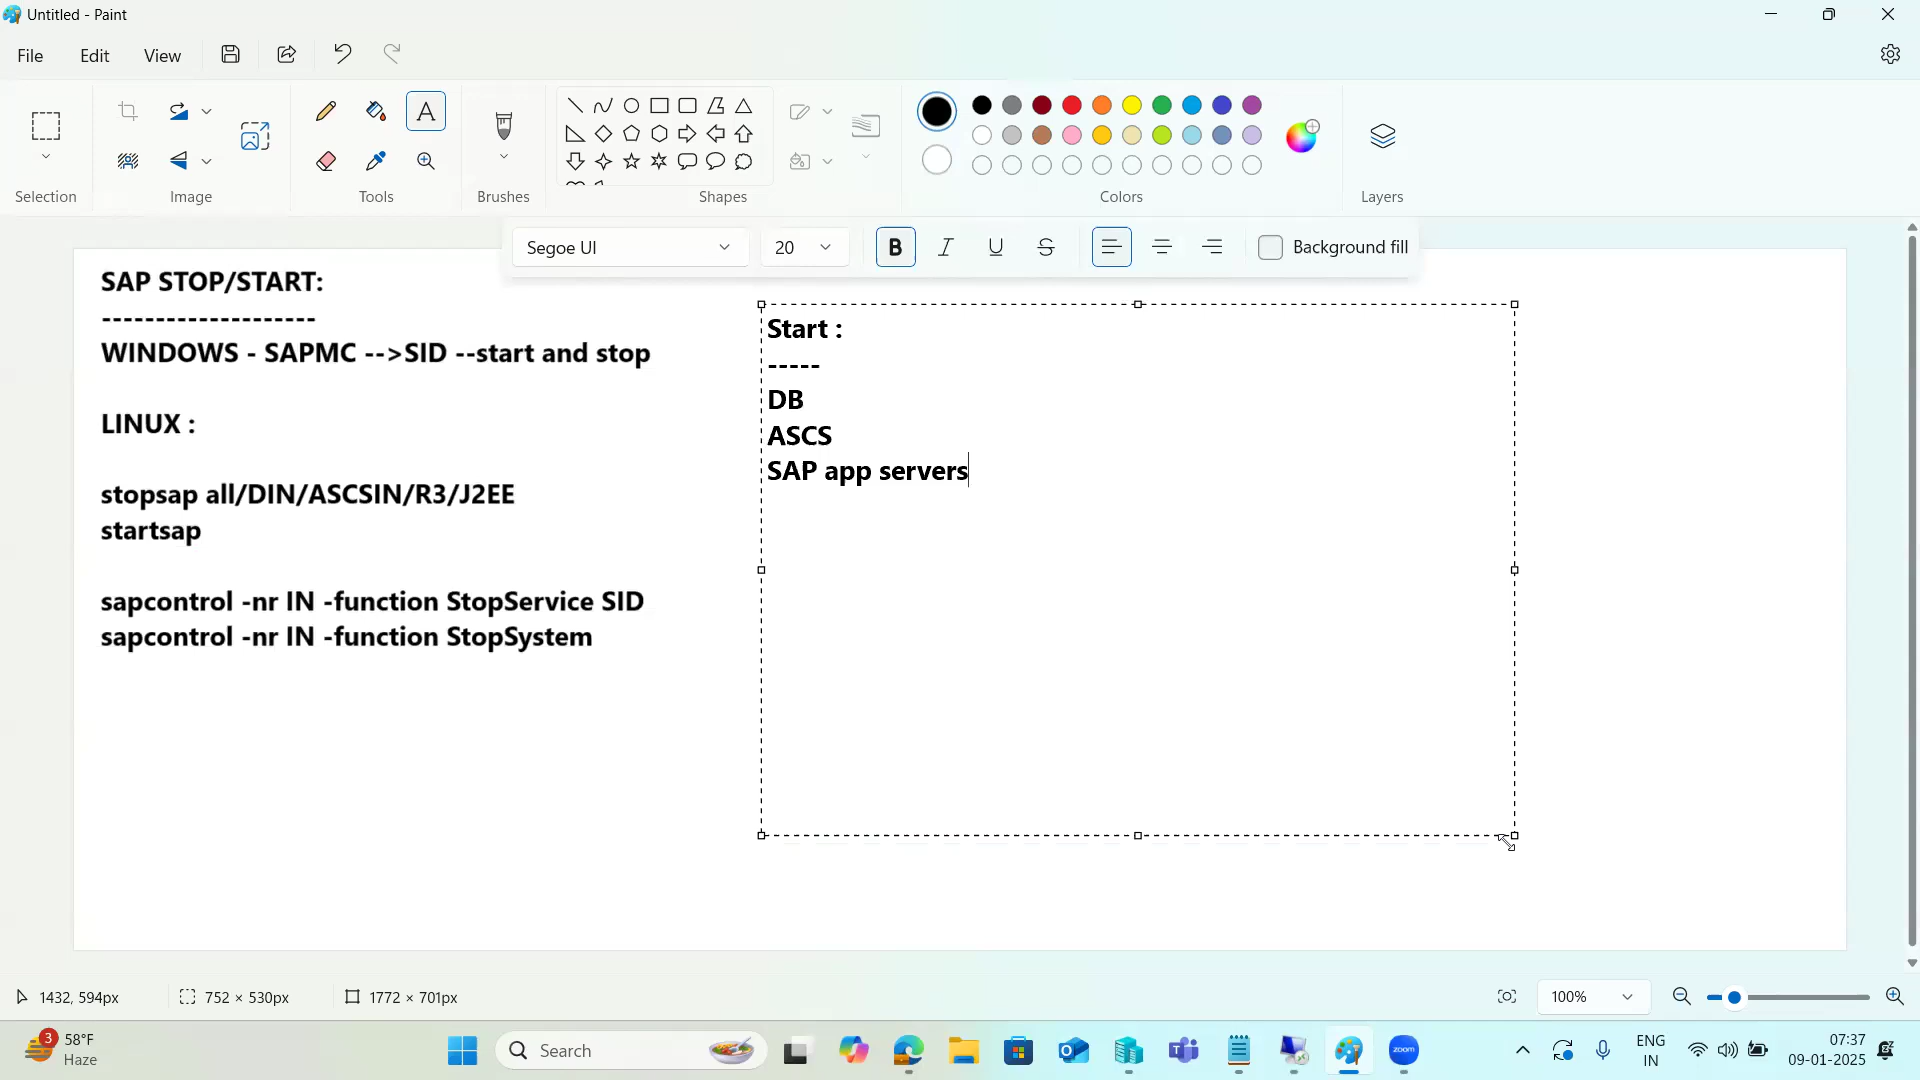 Untitled - Paint
File
Edit
View
Selection
Image
Tools
Brushes
Shapes
Colors
Layers
Segoe UI
20
B
Background fill
SAP STOP/START:
--------------------
WINDOWS - SAPMC -->SID --start and stop
LINUX :
stopsap all/DIN/ASCSIN/R3/J2EE
startsap
sapcontrol -nr IN -function StopService SID
sapcontrol -nr IN -function StopSystem
Start :
-----
DB
ASCS
SAP app servers
1432, 594px
752 × 530px
1772 × 701px
100%
3
58°F
Haze
Search
zoom
ENG
IN
07:37
09-01-2025